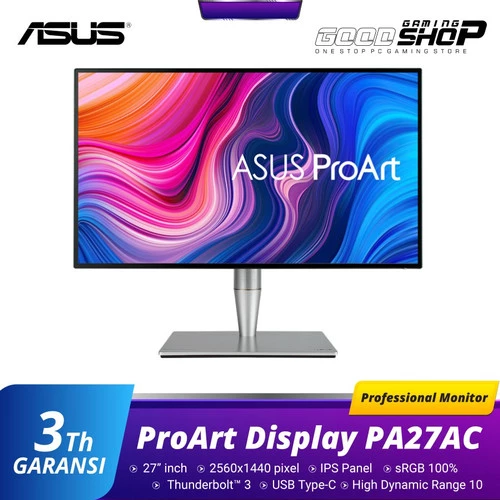 ASUS®
GOOD GAMING SHOP
ONE STOP PC GAMING STORE
ASUS ProArt
Professional Monitor
3Th
GARANSI
ProArt Display PA27AC
27” inch 2560x1440 pixel IPS Panel sRGB 100%
Thunderbolt™ 3 USB Type-C High Dynamic Range 10